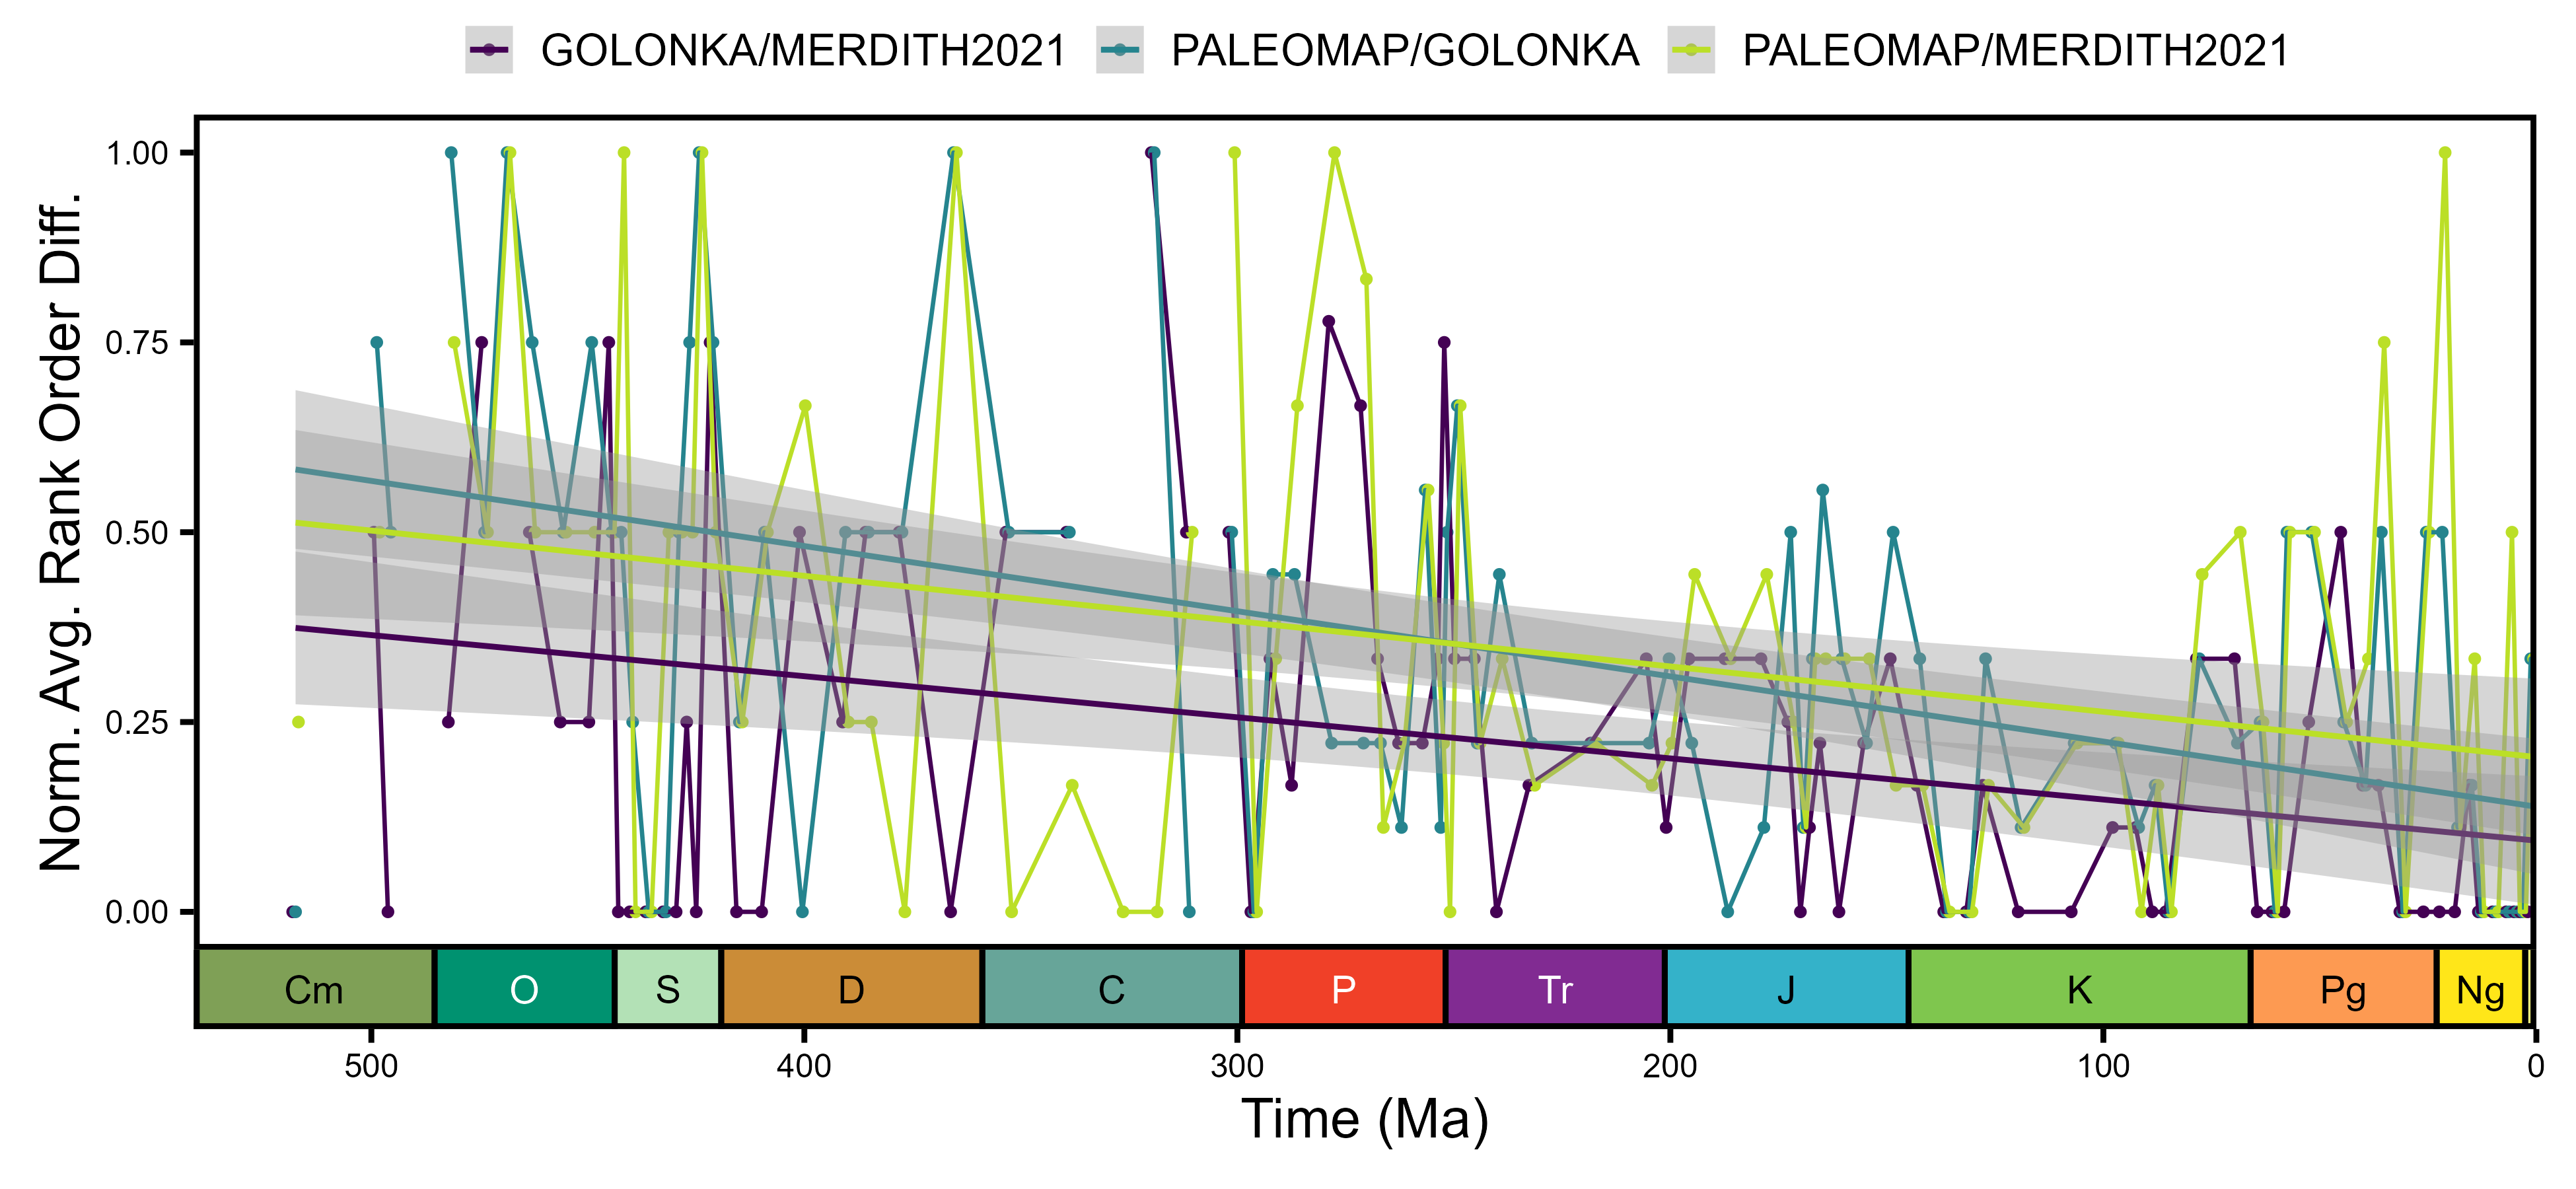 GOLONKA/MERDITH2021 PALEOMAP/GOLONKA PALEOMAP/MERDITH2021
Norm. Avg. Rank Order Diff.
1.00
0.75
0.50
0.25
0.00
Cm O S D C P Tr J K Pg Ng
500 400 300 200 100 0
Time (Ma)